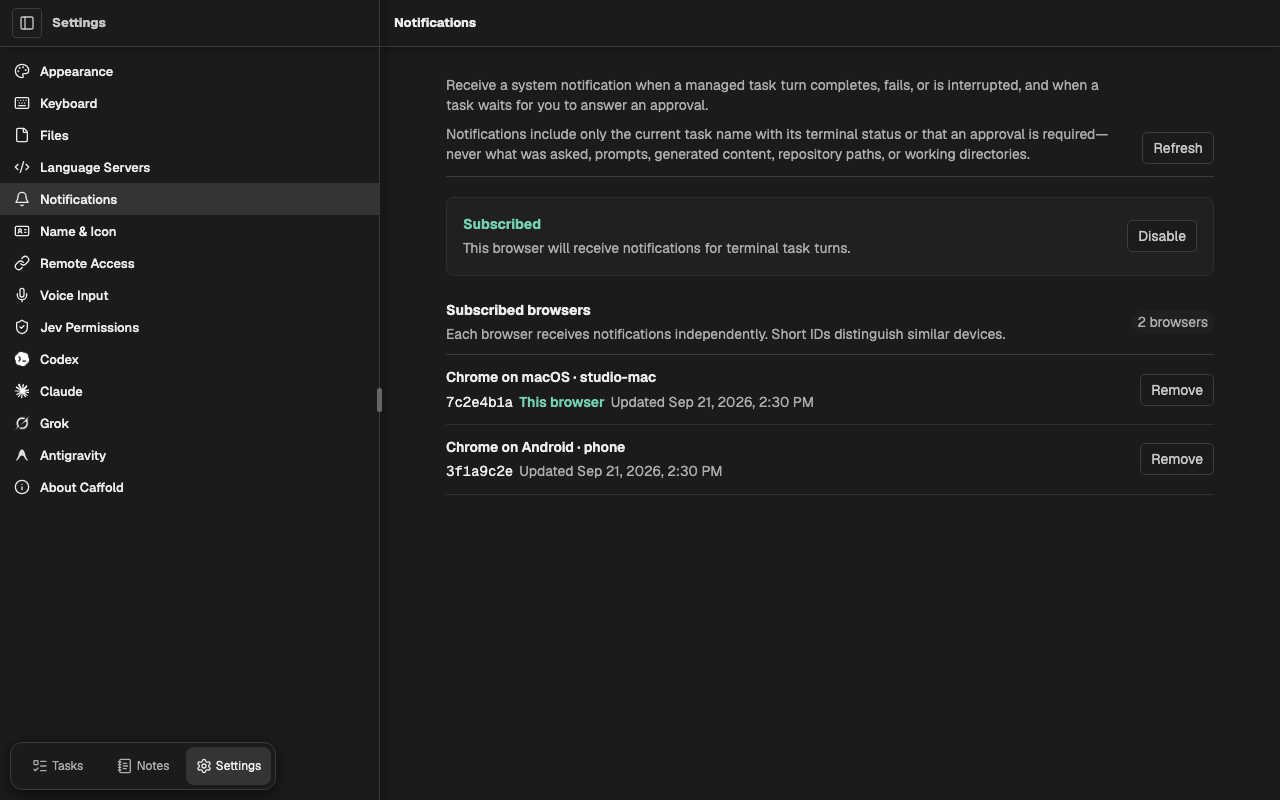 Settings
Notifications
Appearance
Keyboard
Files
Language Servers
Notifications
Name & Icon
Remote Access
Voice Input
Jev Permissions
Codex
Claude
Grok
Antigravity
About Caffold
Receive a system notification when a managed task turn completes, fails, or is interrupted, and when a
task waits for you to answer an approval.
Notifications include only the current task name with its terminal status or that an approval is required—
never what was asked, prompts, generated content, repository paths, or working directories.
Refresh
Subscribed
This browser will receive notifications for terminal task turns.
Disable
Subscribed browsers
Each browser receives notifications independently. Short IDs distinguish similar devices.
2 browsers
Chrome on macOS · studio-mac
7c2e4b1a This browser Updated Sep 21, 2026, 2:30 PM
Remove
Chrome on Android · phone
3f1a9c2e Updated Sep 21, 2026, 2:30 PM
Remove
Tasks
Notes
Settings